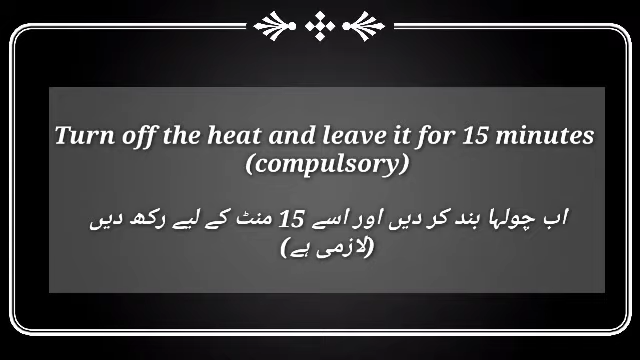 Turn off the heat and leave it for 15 minutes
(compulsory)
اب چولہا بند کر دیں اور اسے 15 منٹ کے لیے رکھ دیں
(لازمی ہے)